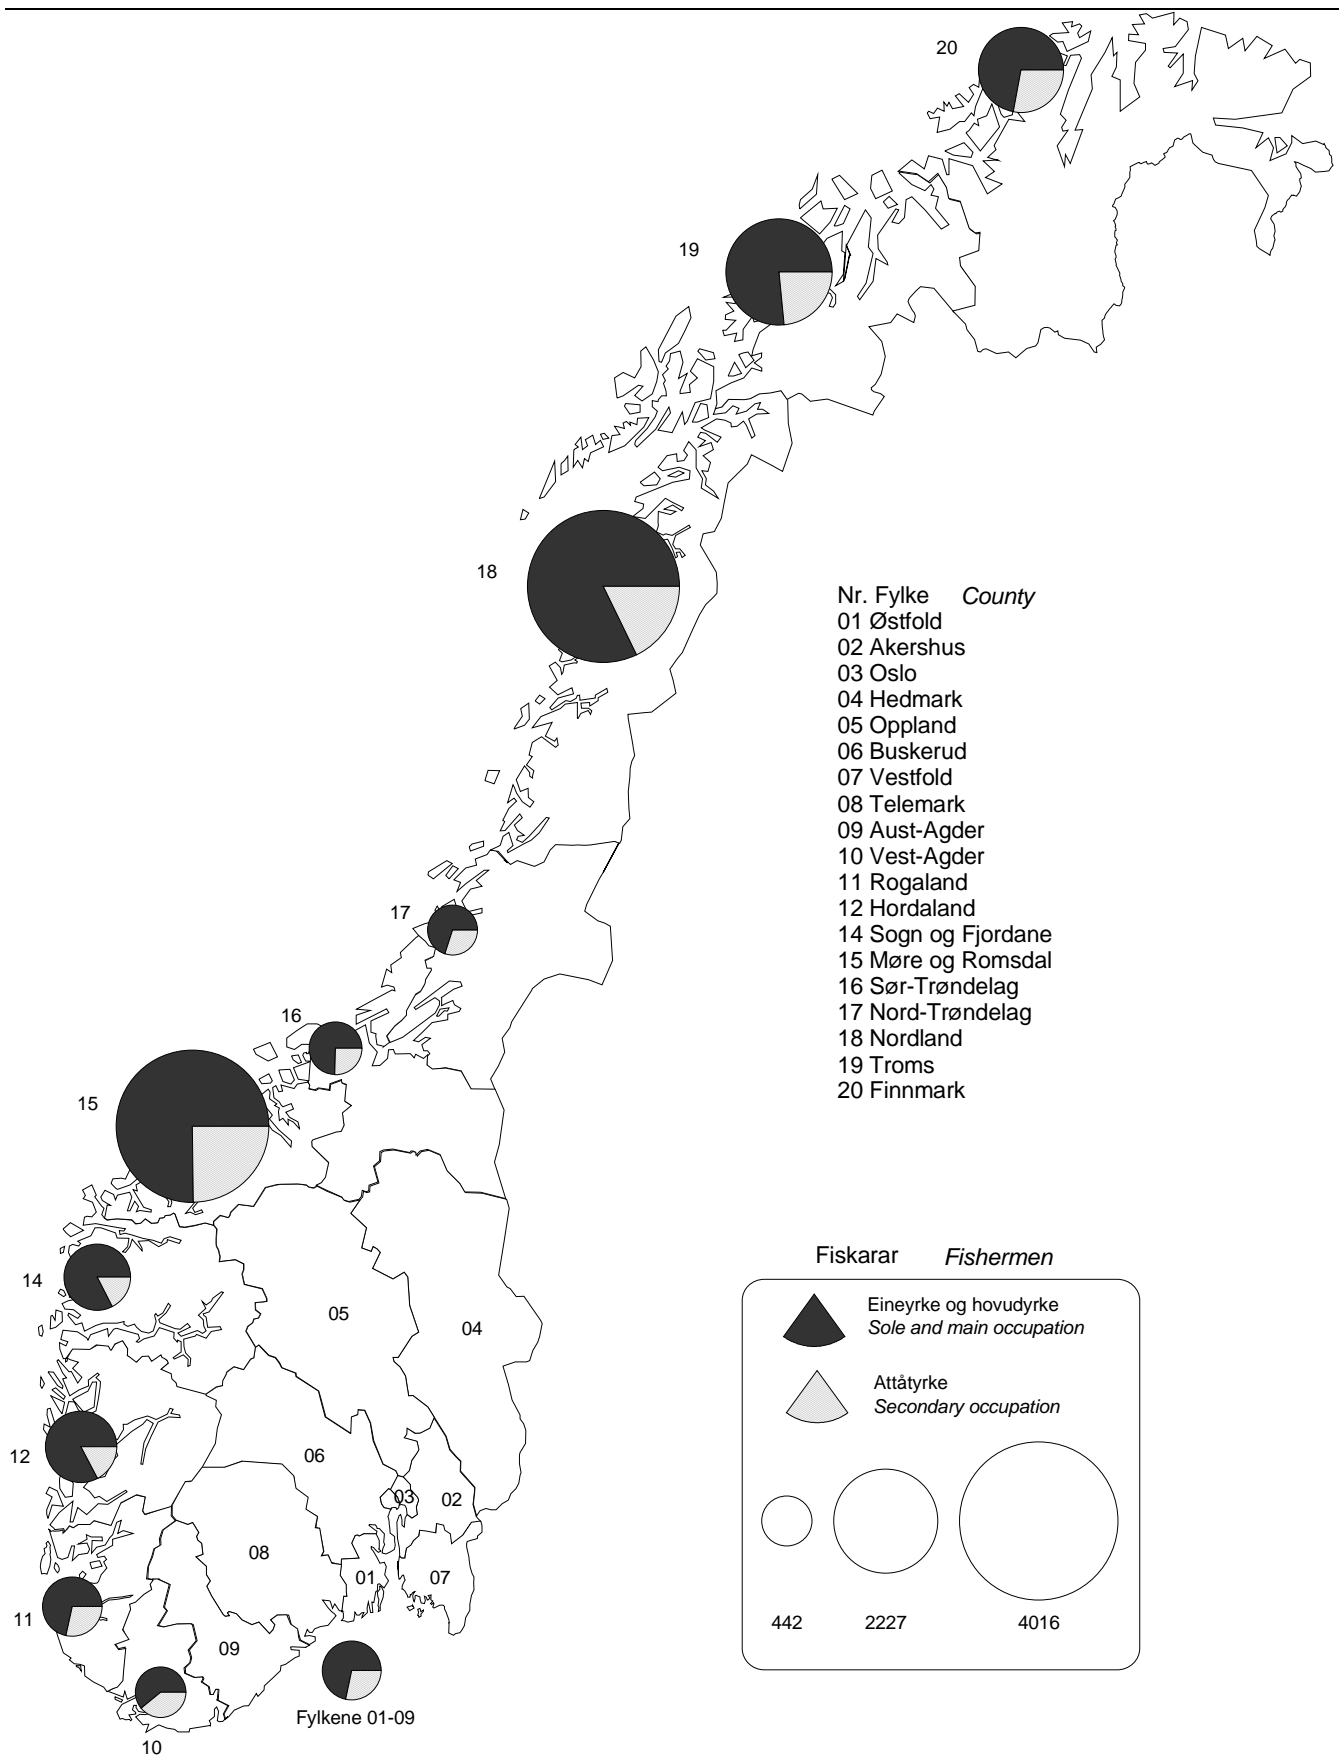 20
19
18
Nr. Fylke County
01 Østfold
02 Akershus
03 Oslo
04 Hedmark
05 Oppland
06 Buskerud
07 Vestfold
08 Telemark
09 Aust-Agder
10 Vest-Agder
11 Rogaland
12 Hordaland
14 Sogn og Fjordane
15 Møre og Romsdal
16 Sør-Trøndelag
17 Nord-Trøndelag
18 Nordland
19 Troms
20 Finnmark
17
16
15
14
05
04
12
06
03
02
08
01
07
11
09
Fylkene 01-09
10
Fiskarar Fishermen
Eineyrke og hovudyrke
Sole and main occupation
Attåtyrke
Secondary occupation
442 2227 4016